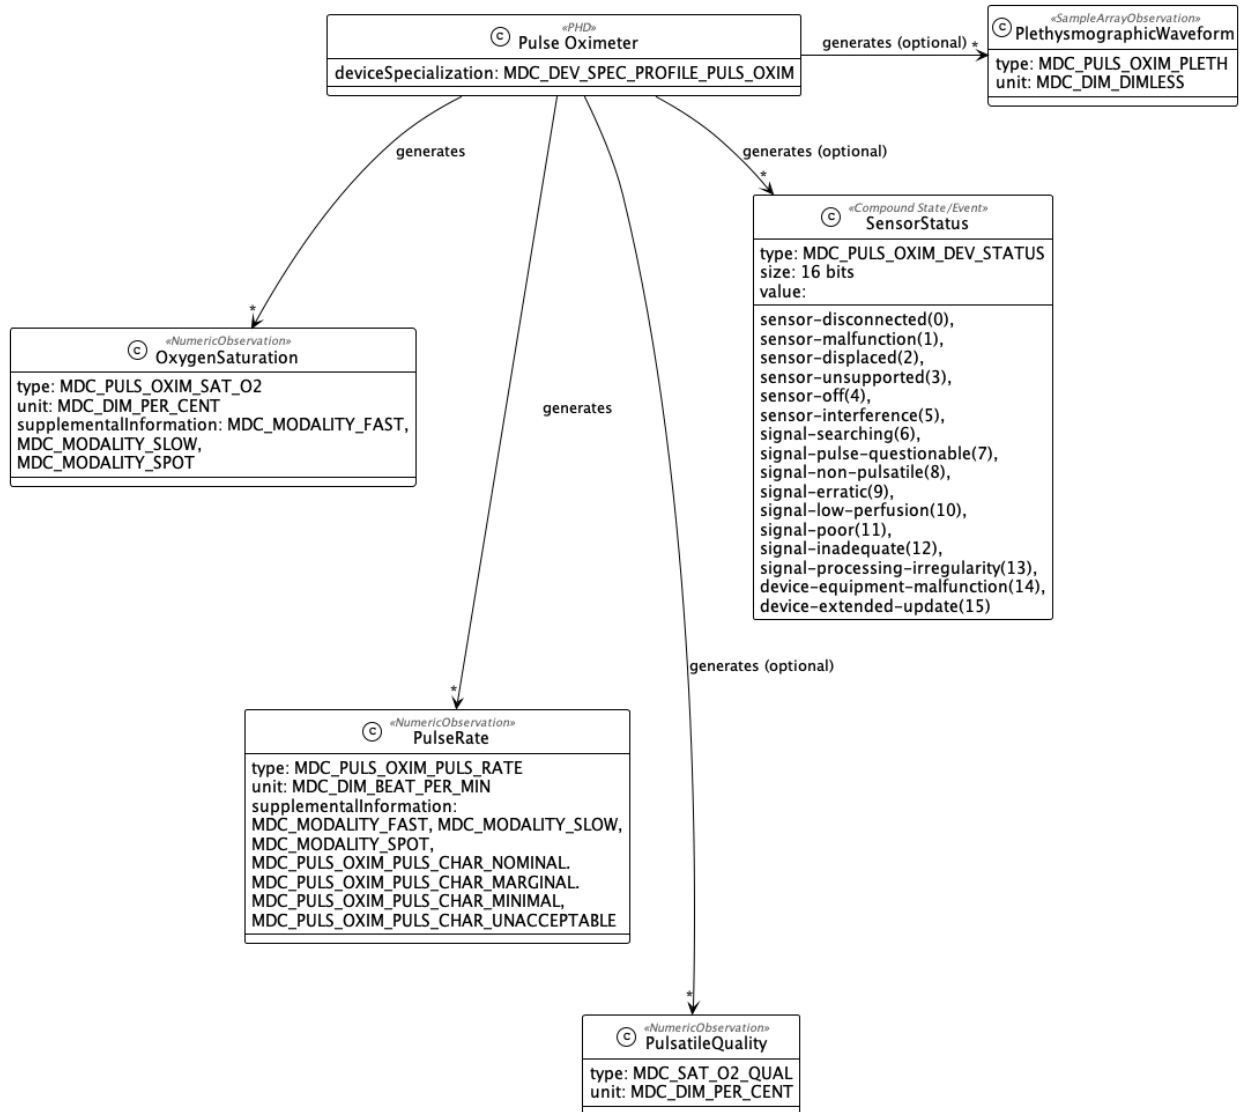 «PHD»
C Pulse Oximeter
deviceSpecialization: MDC_DEV_SPEC_PROFILE_PULS_OXIM
generates (optional) *
«SampleArrayObservation»
C PlethysmographicWaveform
type: MDC_PULS_OXIM_PLETH
unit: MDC_DIM_DIMLESS
generates
*
generates (optional)
*
«Compound State/Event»
C SensorStatus
type: MDC_PULS_OXIM_DEV_STATUS
size: 16 bits
value:
sensor-disconnected(0),
sensor-malfunction(1),
sensor-displaced(2),
sensor-unsupported(3),
sensor-off(4),
sensor-interference(5),
signal-searching(6),
signal-pulse-questionable(7),
signal-non-pulsatile(8),
signal-erratic(9),
signal-low-perfusion(10),
signal-poor(11),
signal-inadequate(12),
signal-processing-irregularity(13),
device-equipment-malfunction(14),
device-extended-update(15)
«NumericObservation»
C OxygenSaturation
type: MDC_PULS_OXIM_SAT_O2
unit: MDC_DIM_PER_CENT
supplementalInformation: MDC_MODALITY_FAST,
MDC_MODALITY_SLOW,
MDC_MODALITY_SPOT
generates
*
«NumericObservation»
C PulseRate
type: MDC_PULS_OXIM_PULS_RATE
unit: MDC_DIM_BEAT_PER_MIN
supplementalInformation:
MDC_MODALITY_FAST, MDC_MODALITY_SLOW,
MDC_MODALITY_SPOT,
MDC_PULS_OXIM_PULS_CHAR_NOMINAL.
MDC_PULS_OXIM_PULS_CHAR_MARGINAL.
MDC_PULS_OXIM_PULS_CHAR_MINIMAL,
MDC_PULS_OXIM_PULS_CHAR_UNACCEPTABLE
generates (optional)
*
«NumericObservation»
C PulsatileQuality
type: MDC_SAT_O2_QUAL
unit: MDC_DIM_PER_CENT